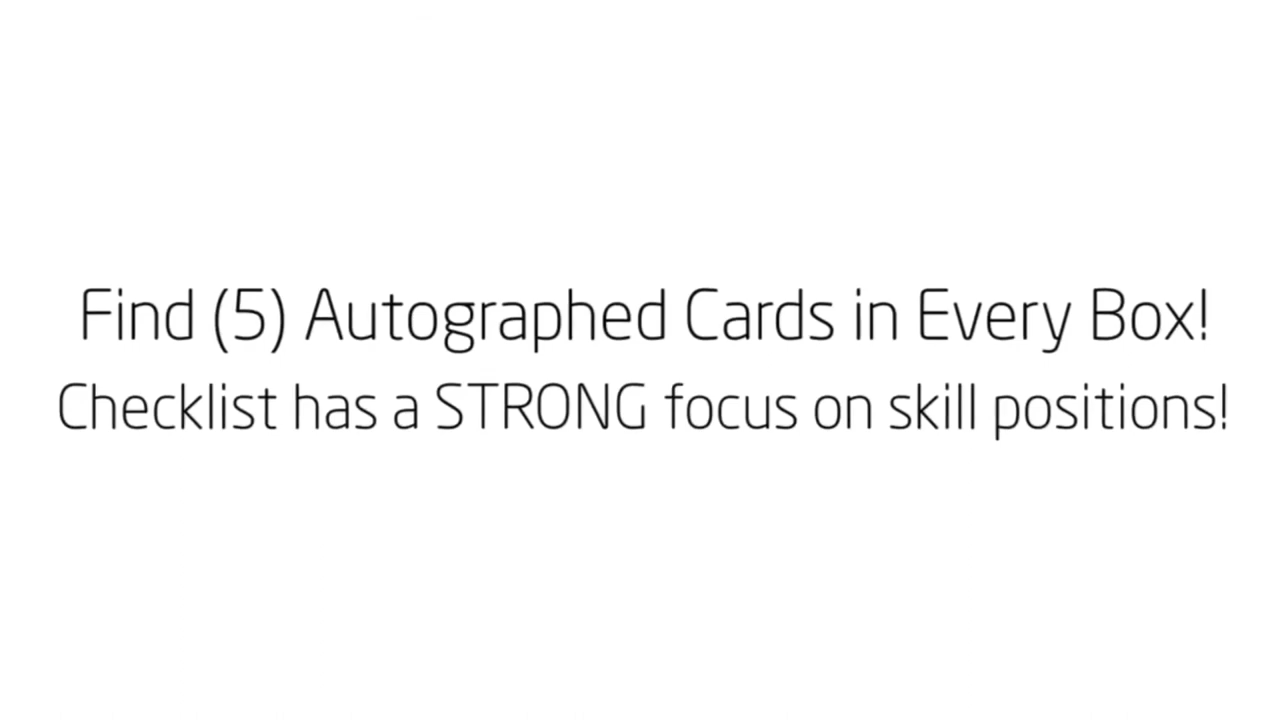 Find (5) Autographed Cards in Every Box!
Checklist has a STRONG focus on skill positions!